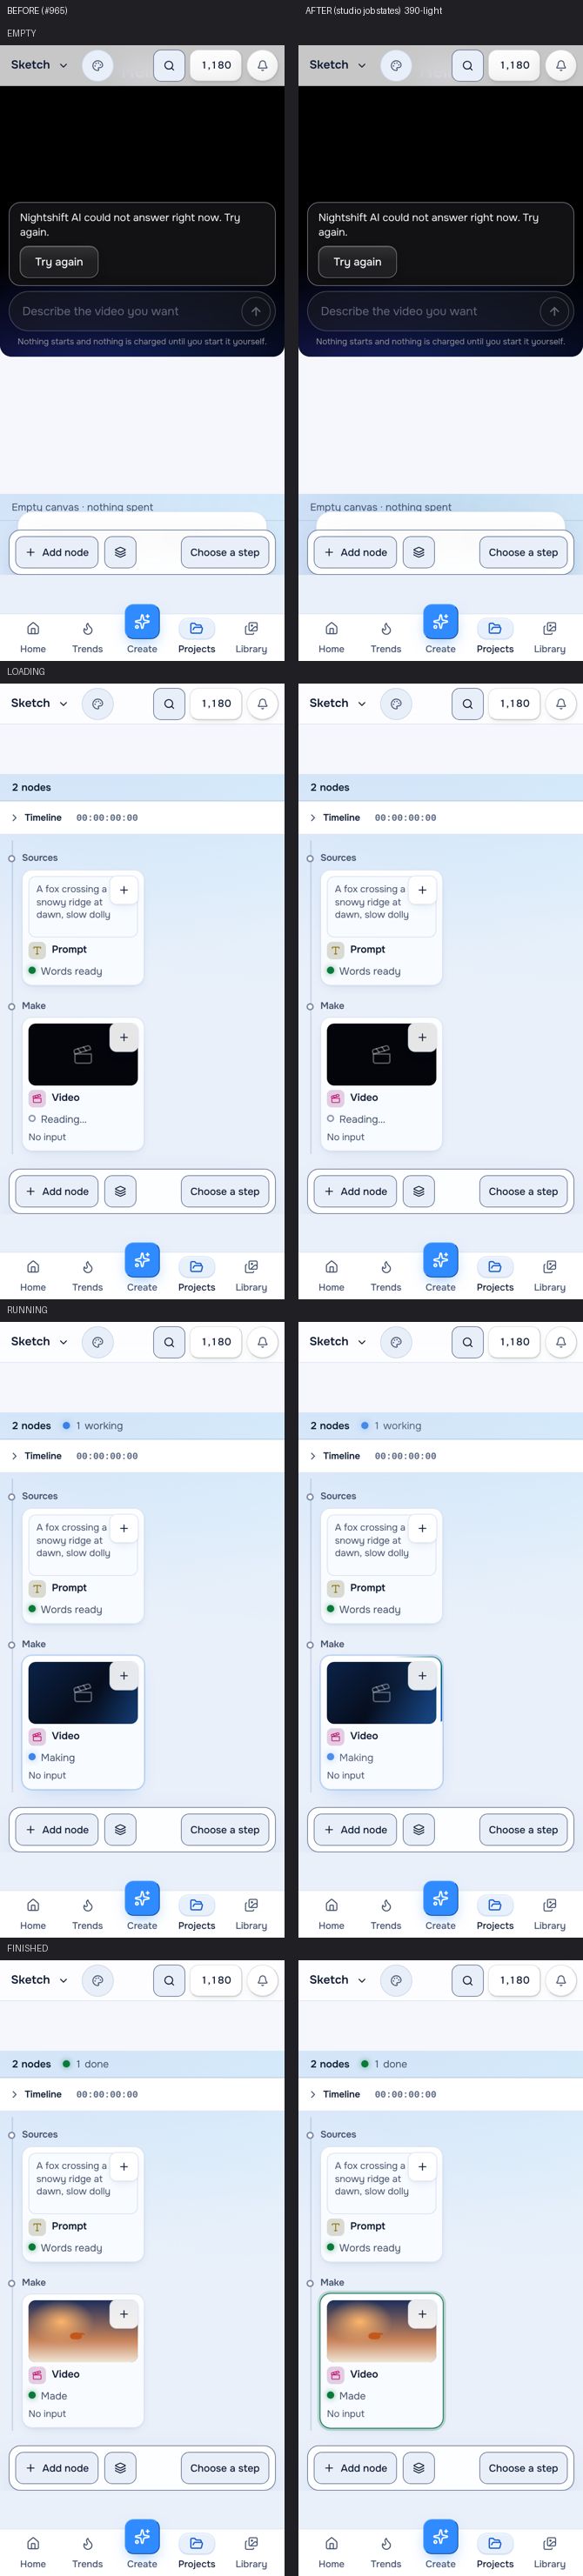 BEFORE (#965)
AFTER (studio job states) 390-light
EMPTY
Sketch
1,180
Sketch
1,180
Nightshift AI could not answer right now. Try
again.
Try again
Nightshift AI could not answer right now. Try
again.
Try again
Describe the video you want
Describe the video you want
Nothing starts and nothing is charged until you start it yourself.
Nothing starts and nothing is charged until you start it yourself.
Empty canvas · nothing spent
Empty canvas · nothing spent
+ Add node
Choose a step
+ Add node
Choose a step
Home Trends Create Projects Library
Home Trends Create Projects Library
LOADING
Sketch
1,180
Sketch
1,180
2 nodes
2 nodes
Timeline 00:00:00:00
Timeline 00:00:00:00
Sources
Sources
A fox crossing a
snowy ridge at
dawn, slow dolly
A fox crossing a
snowy ridge at
dawn, slow dolly
T Prompt
T Prompt
Words ready
Words ready
Make
Make
Video
Video
Reading...
Reading...
No input
No input
+ Add node
Choose a step
+ Add node
Choose a step
Home Trends Create Projects Library
Home Trends Create Projects Library
RUNNING
Sketch
1,180
Sketch
1,180
2 nodes 1 working
2 nodes 1 working
Timeline 00:00:00:00
Timeline 00:00:00:00
Sources
Sources
A fox crossing a
snowy ridge at
dawn, slow dolly
A fox crossing a
snowy ridge at
dawn, slow dolly
T Prompt
T Prompt
Words ready
Words ready
Make
Make
Video
Video
Making
Making
No input
No input
+ Add node
Choose a step
+ Add node
Choose a step
Home Trends Create Projects Library
Home Trends Create Projects Library
FINISHED
Sketch
1,180
Sketch
1,180
2 nodes 1 done
2 nodes 1 done
Timeline 00:00:00:00
Timeline 00:00:00:00
Sources
Sources
A fox crossing a
snowy ridge at
dawn, slow dolly
A fox crossing a
snowy ridge at
dawn, slow dolly
T Prompt
T Prompt
Words ready
Words ready
Make
Make
Video
Video
Made
Made
No input
No input
+ Add node
Choose a step
+ Add node
Choose a step
Home Trends Create Projects Library
Home Trends Create Projects Library